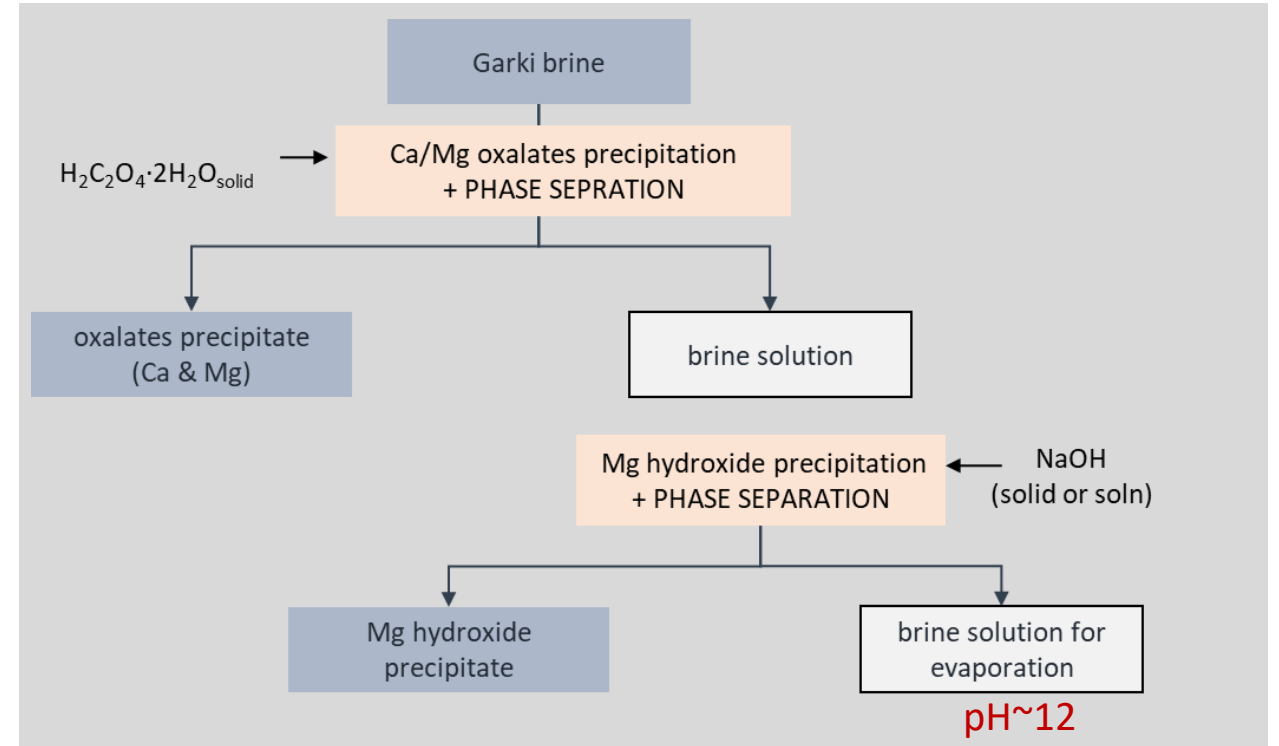 Garki brine
Ca/Mg oxalates precipitation
+ PHASE SEPRATION
H₂C₂O₄·2H₂Osolid
oxalates precipitate
(Ca & Mg)
brine solution
Mg hydroxide precipitation
+ PHASE SEPARATION
NaOH
(solid or soln)
Mg hydroxide
precipitate
brine solution for
evaporation
pH~12